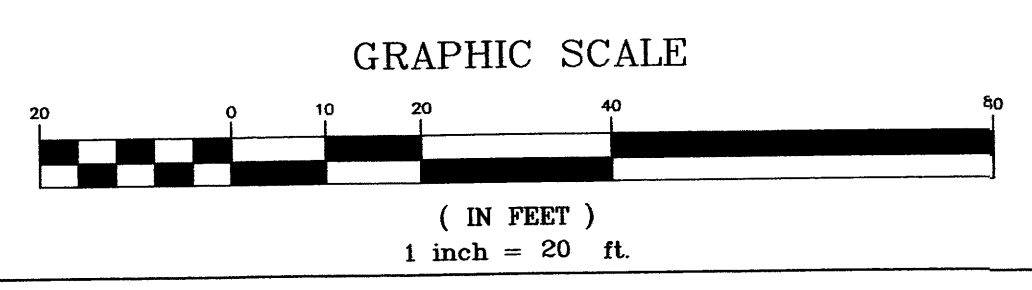 GRAPHIC SCALE
20 0 10 20 40 80
( IN FEET )
1 inch = 20 ft.